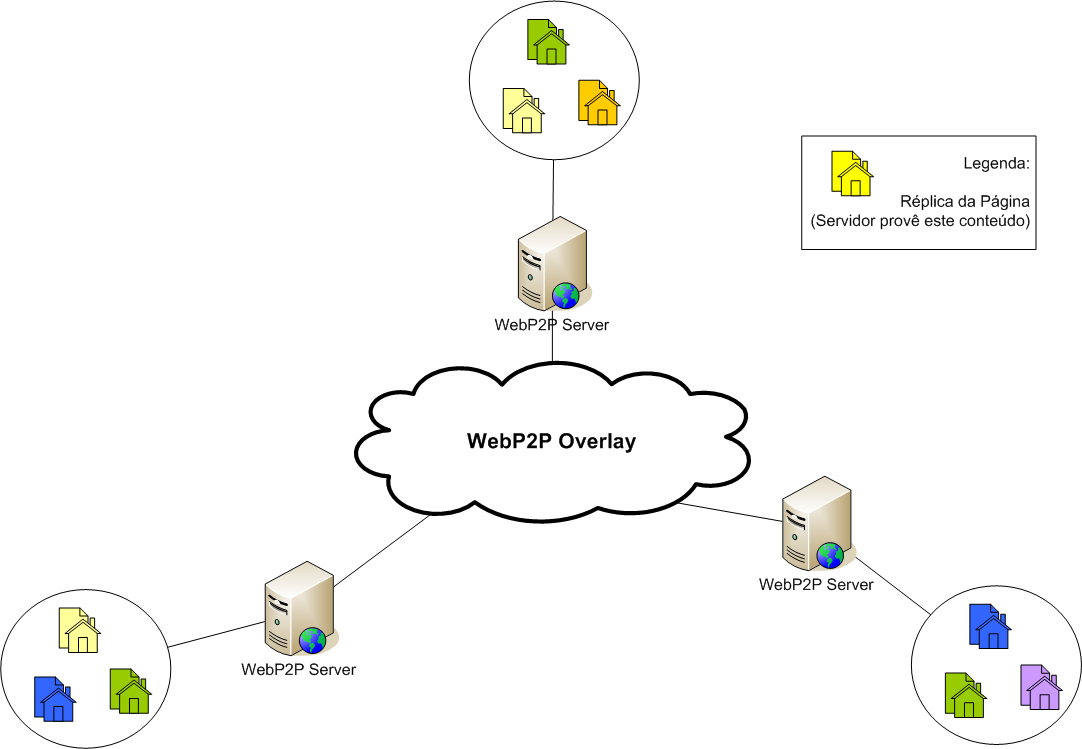 Legenda:
Réplica da Página
(Servidor provê este conteúdo)
WebP2P Server
WebP2P Overlay
WebP2P Server
WebP2P Server